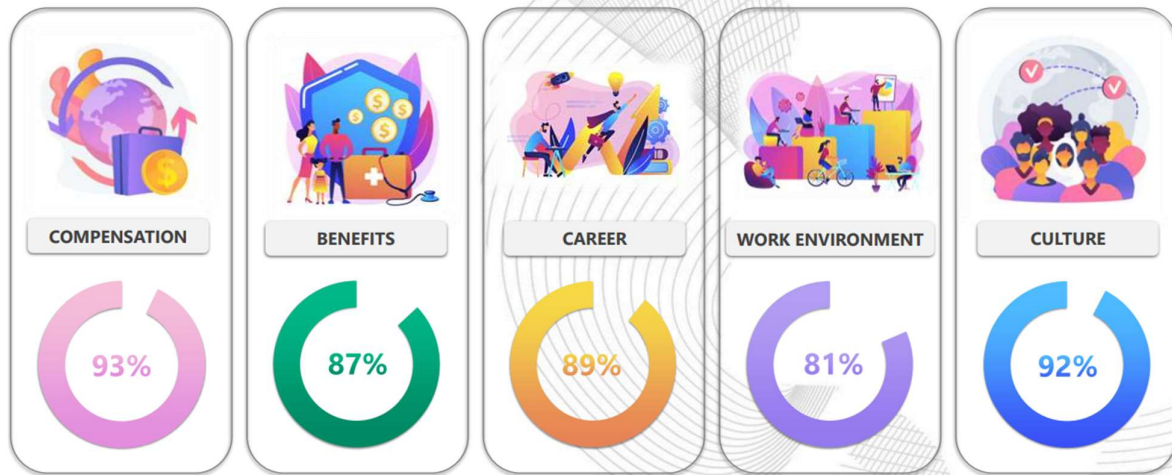 COMPENSATION
93%
BENEFITS
87%
CAREER
89%
WORK ENVIRONMENT
81%
CULTURE
92%